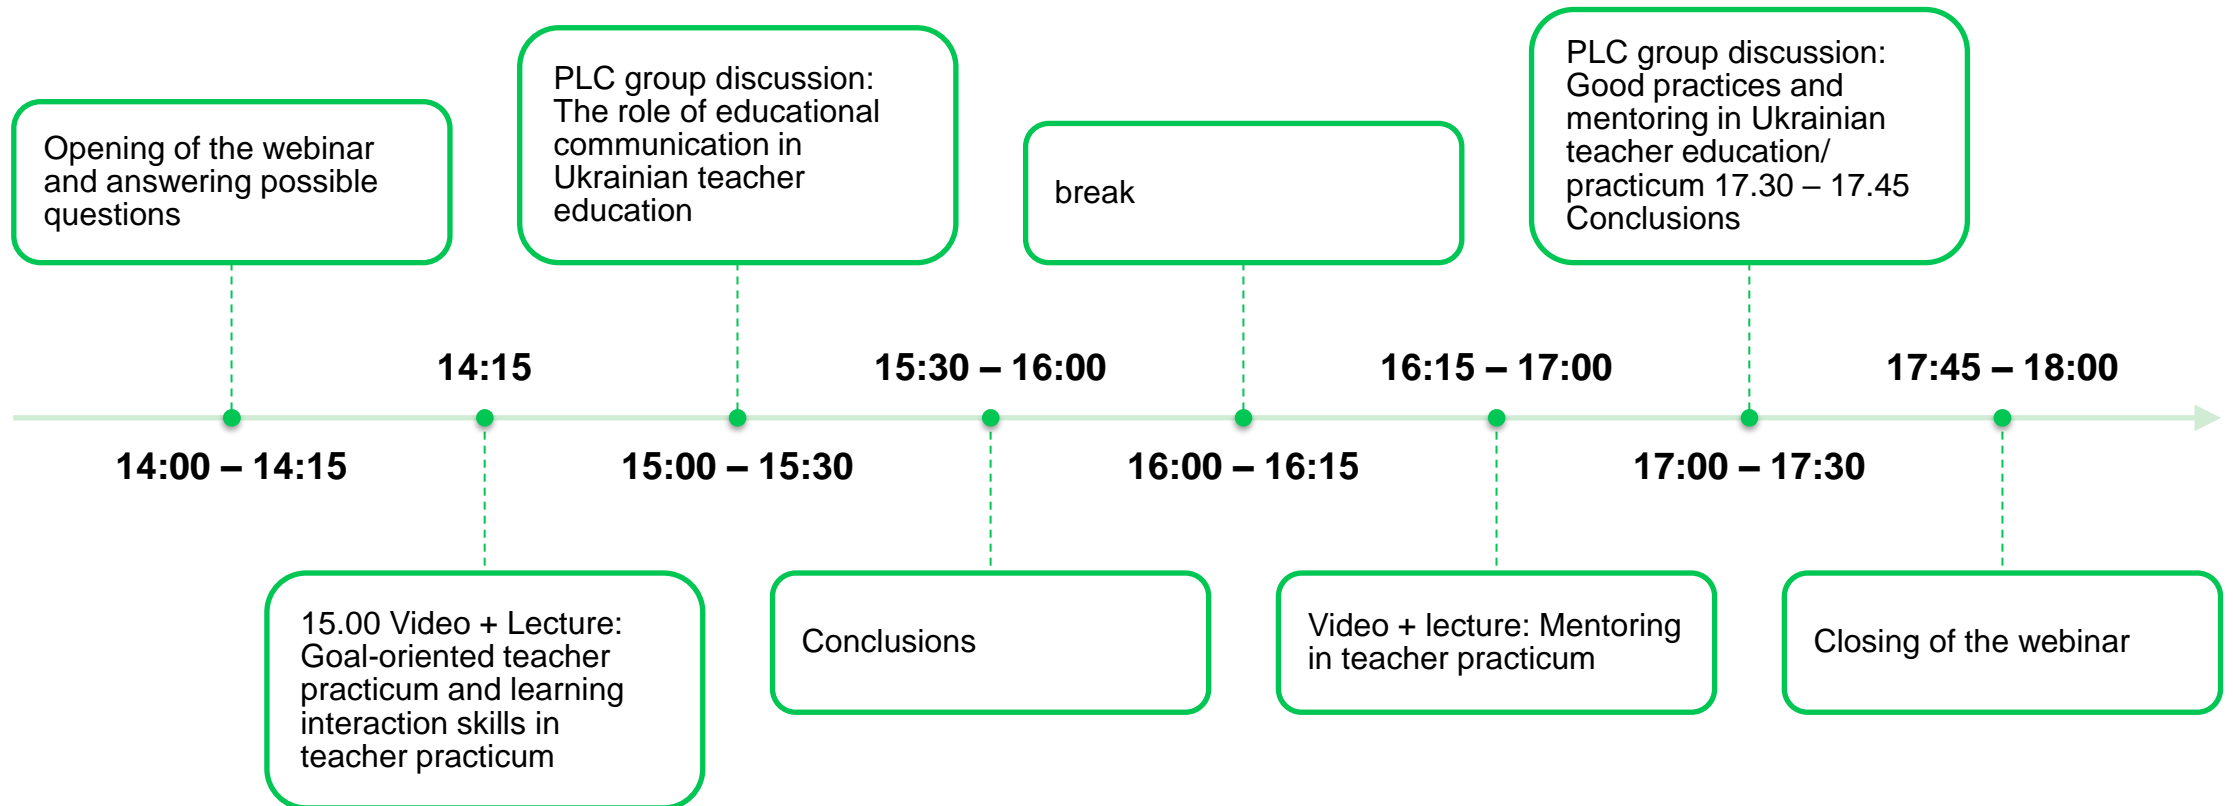 Opening of the webinar
and answering possible
questions
PLC group discussion:
The role of educational
communication in
Ukrainian teacher
education
break
PLC group discussion:
Good practices and
mentoring in Ukrainian
teacher education/
practicum 17.30 – 17.45
Conclusions
14:15
15:30 – 16:00
16:15 – 17:00
17:45 – 18:00
14:00 – 14:15
15:00 – 15:30
16:00 – 16:15
17:00 – 17:30
15.00 Video + Lecture:
Goal-oriented teacher
practicum and learning
interaction skills in
teacher practicum
Conclusions
Video + lecture: Mentoring
in teacher practicum
Closing of the webinar